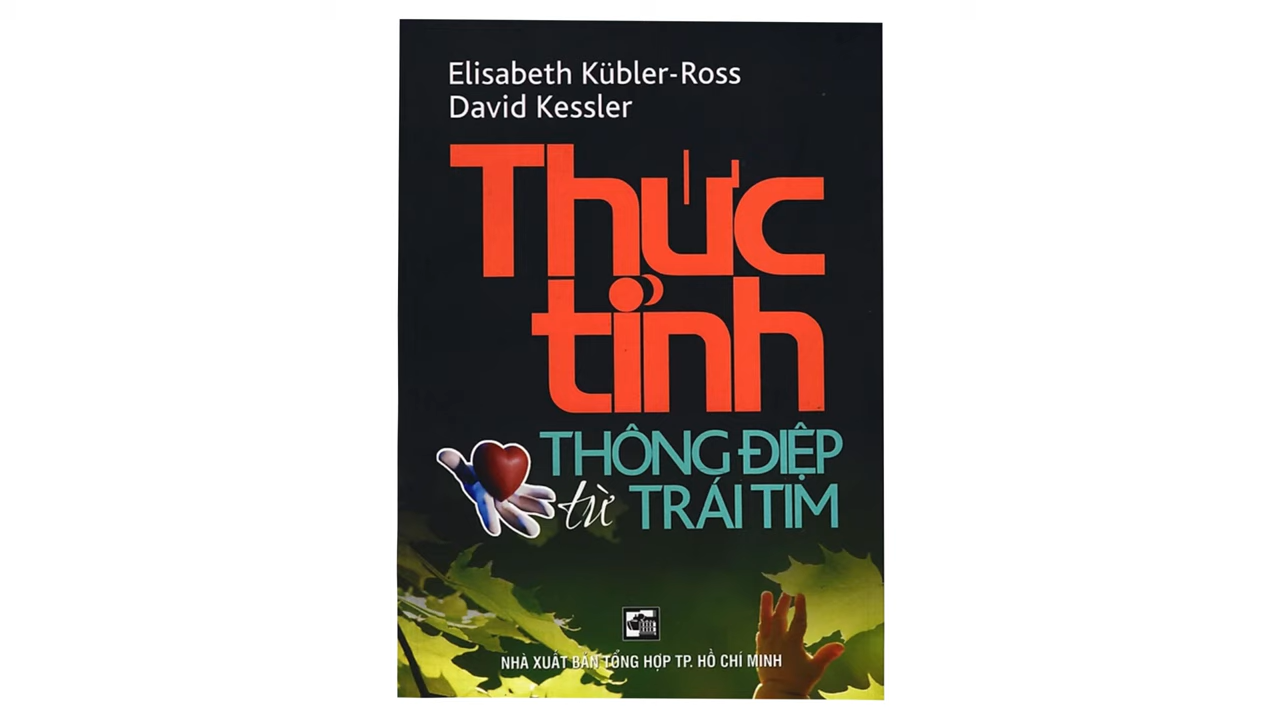 Elisabeth Kübler-Ross
David Kessler
Thức
tỉnh
THÔNG ĐIỆP
từ TRÁI TIM
NHÀ XUẤT BẢN TỔNG HỢP TP. HỒ CHÍ MINH